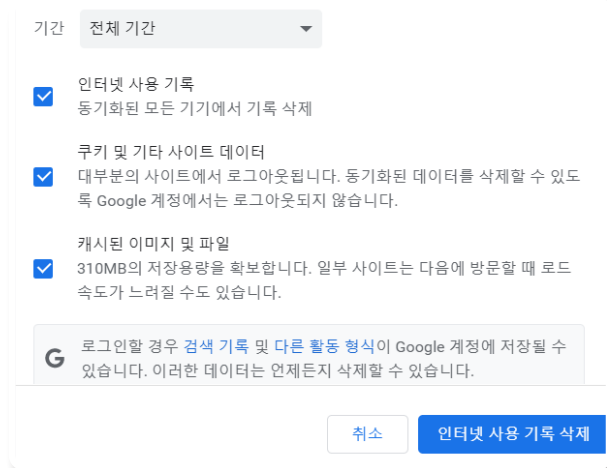 기간 전체 기간
인터넷 사용 기록
동기화된 모든 기기에서 기록 삭제
쿠키 및 기타 사이트 데이터
대부분의 사이트에서 로그아웃됩니다. 동기화된 데이터를 삭제할 수 있도
록 Google 계정에서는 로그아웃되지 않습니다.
캐시된 이미지 및 파일
310MB의 저장용량을 확보합니다. 일부 사이트는 다음에 방문할 때 로드
속도가 느려질 수도 있습니다.
G 로그인할 경우 검색 기록 및 다른 활동 형식이 Google 계정에 저장될 수
있습니다. 이러한 데이터는 언제든지 삭제할 수 있습니다.
취소 인터넷 사용 기록 삭제